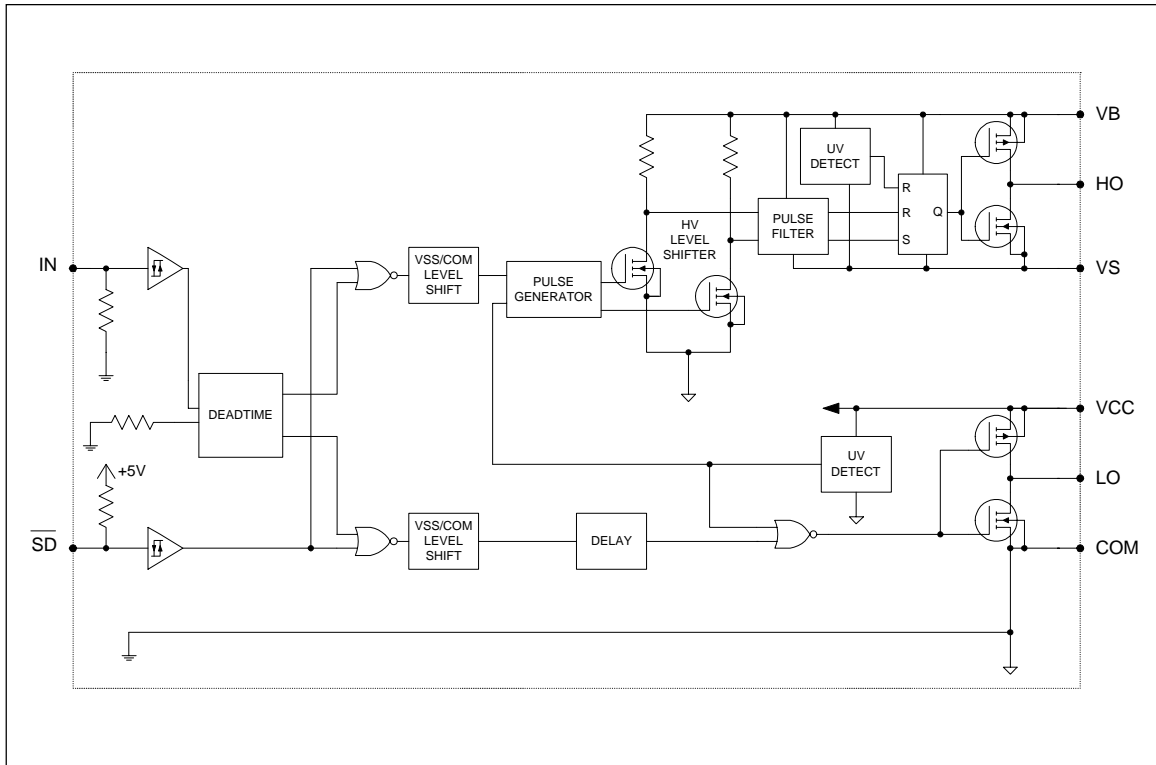 VB
UV
DETECT
HO
R
R
Q
S
PULSE
FILTER
HV
LEVEL
SHIFTER
IN
VSS/COM
LEVEL
SHIFT
PULSE
GENERATOR
VS
DEADTIME
VCC
+5V
UV
DETECT
LO
SD
VSS/COM
LEVEL
SHIFT
DELAY
COM